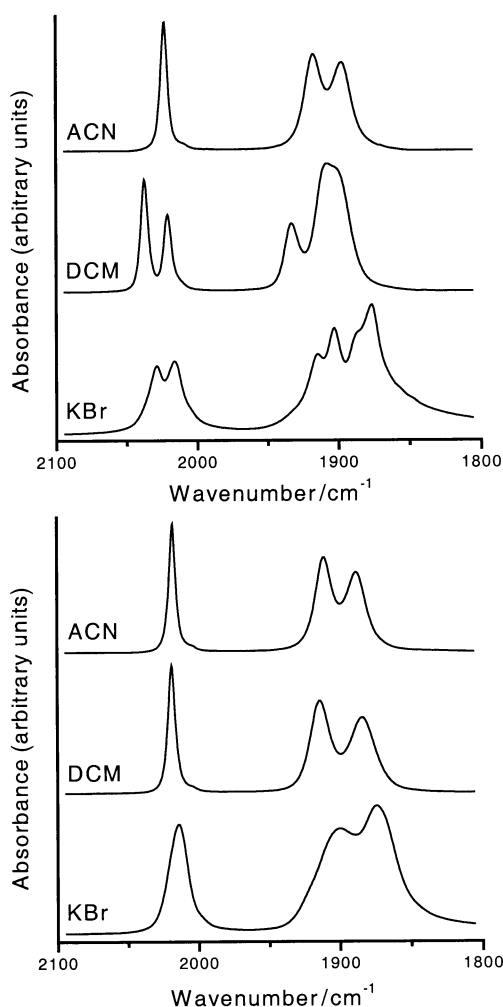 Absorbance (arbitrary units)
ACN
DCM
KBr
2100 2000 1900 1800
Wavenumber/cm⁻¹
Absorbance (arbitrary units)
ACN
DCM
KBr
2100 2000 1900 1800
Wavenumber/cm⁻¹